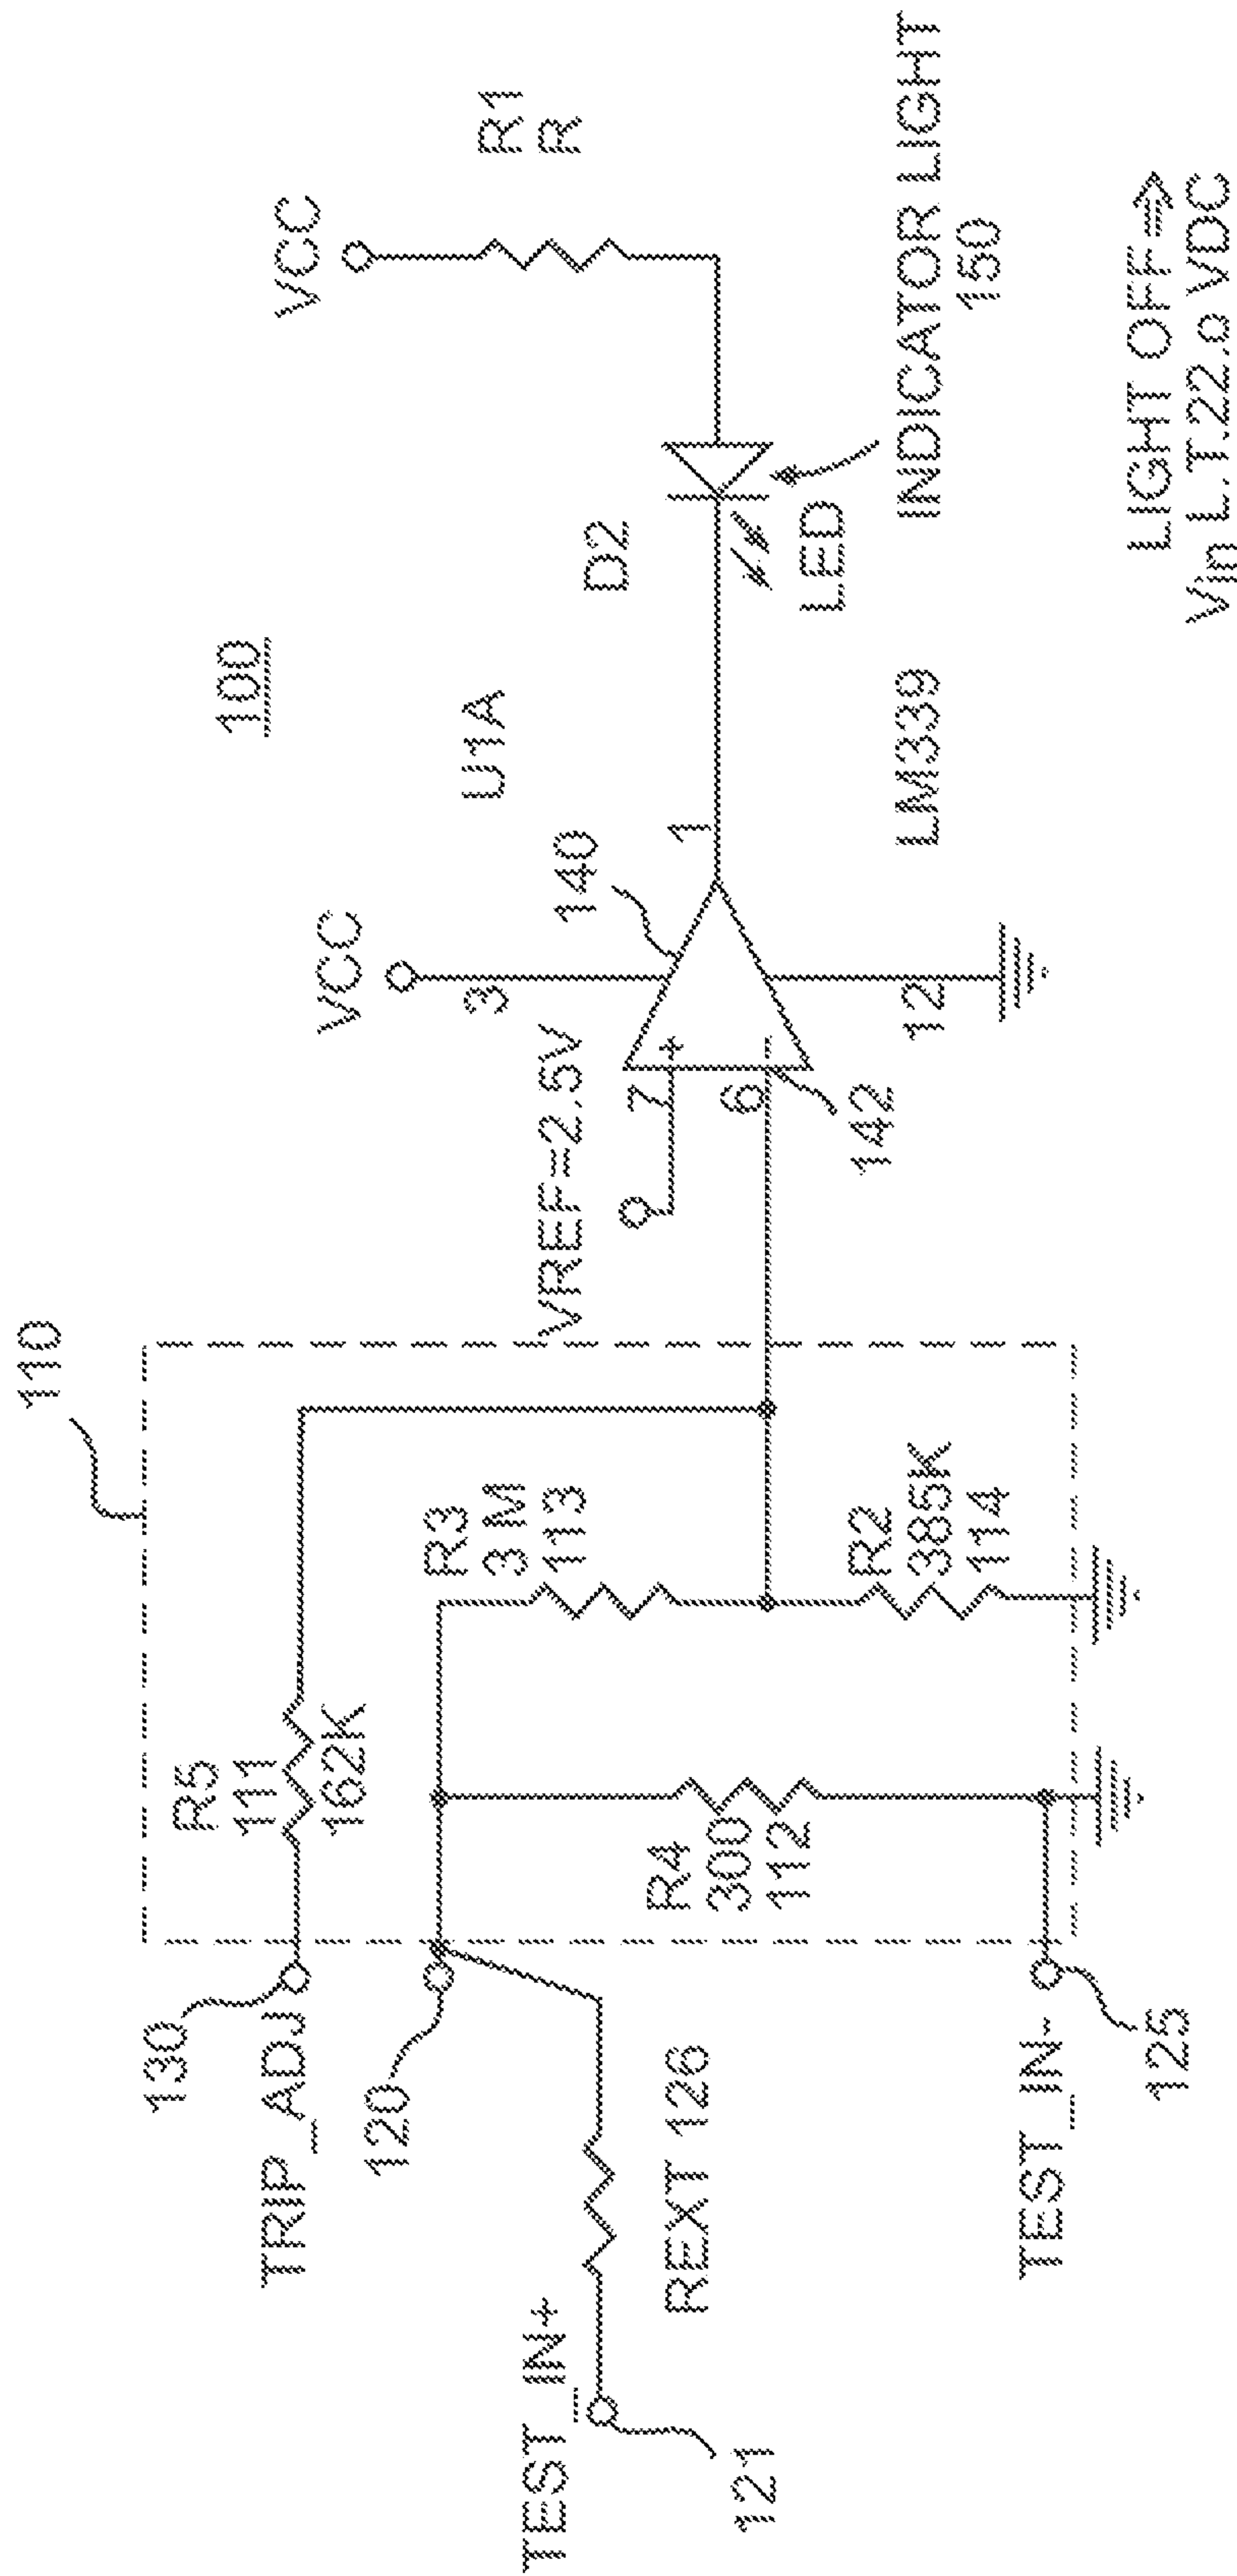 100
110
130
TRIP_ADJ
R5
111
162K
120
TEST_IN+
121
REXT 126
R4
300
112
R3
3 M
113
R2
385K
114
TEST_IN-
125
VREF=2.5V
7
+
6
-
142
VCC
3
140
U1A
1
12
LM339
D2
LED
VCC
R1
R
INDICATOR LIGHT
150
LIGHT OFF⇒
Vin L.T.22.0 VDC